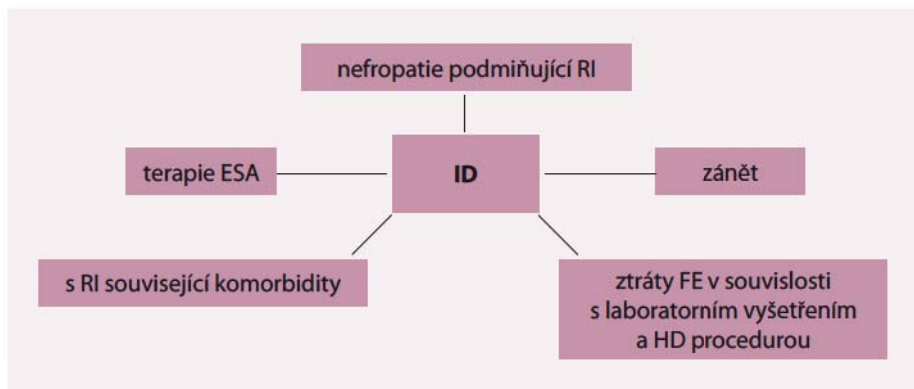 nefropatie podmiňující RI
terapie ESA
ID
zánět
s RI související komorbidity
ztráty FE v souvislosti
s laboratorním vyšetřením
a HD procedurou